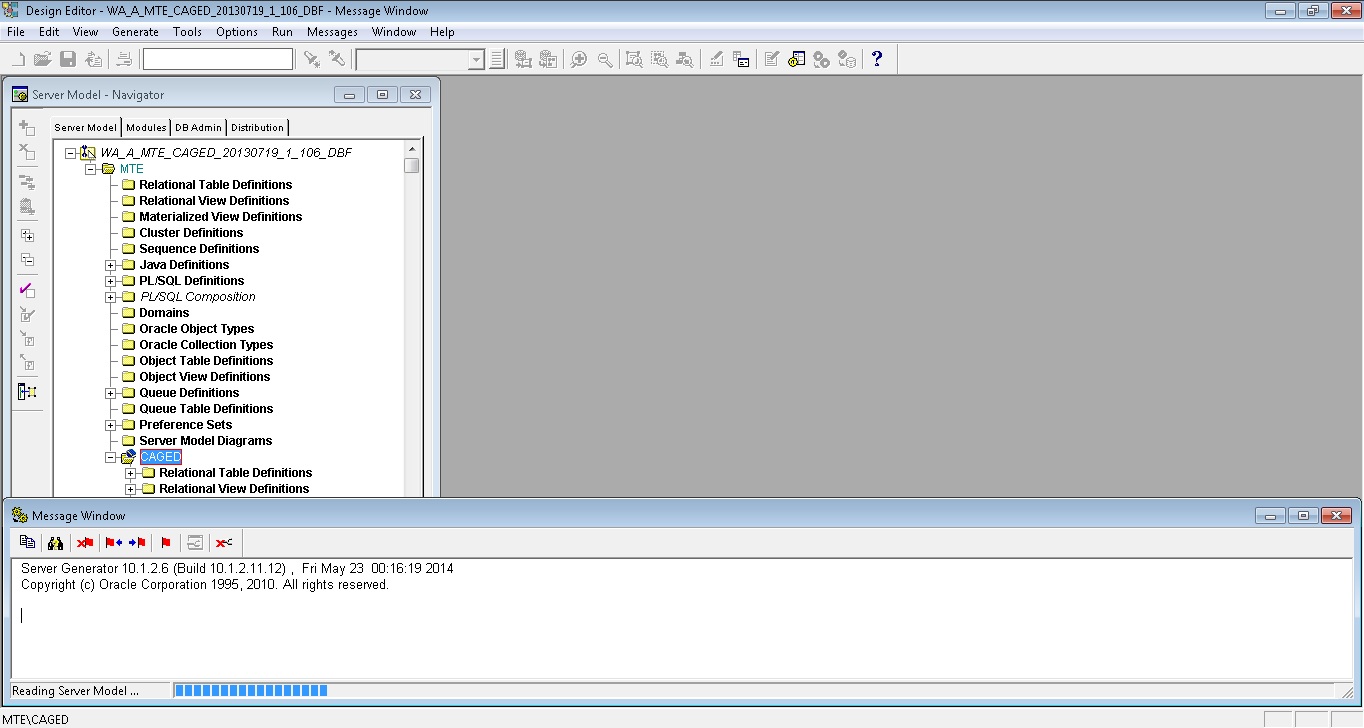 Design Editor - WA_A_MTE_CAGED_20130719_1_106_DBF - Message Window
File Edit View Generate Tools Options Run Messages Window Help
?
Server Model - Navigator
Server Model Modules DB Admin Distribution
WA_A_MTE_CAGED_20130719_1_106_DBF
MTE
Relational Table Definitions
Relational View Definitions
Materialized View Definitions
Cluster Definitions
Sequence Definitions
Java Definitions
PL/SQL Definitions
PL/SQL Composition
Domains
Oracle Object Types
Oracle Collection Types
Object Table Definitions
Object View Definitions
Queue Definitions
Queue Table Definitions
Preference Sets
Server Model Diagrams
CAGED
Relational Table Definitions
Relational View Definitions
Message Window
Server Generator 10.1.2.6 (Build 10.1.2.11.12) , Fri May 23 00:16:19 2014
Copyright (c) Oracle Corporation 1995, 2010. All rights reserved.
Reading Server Model ...
MTE\CAGED